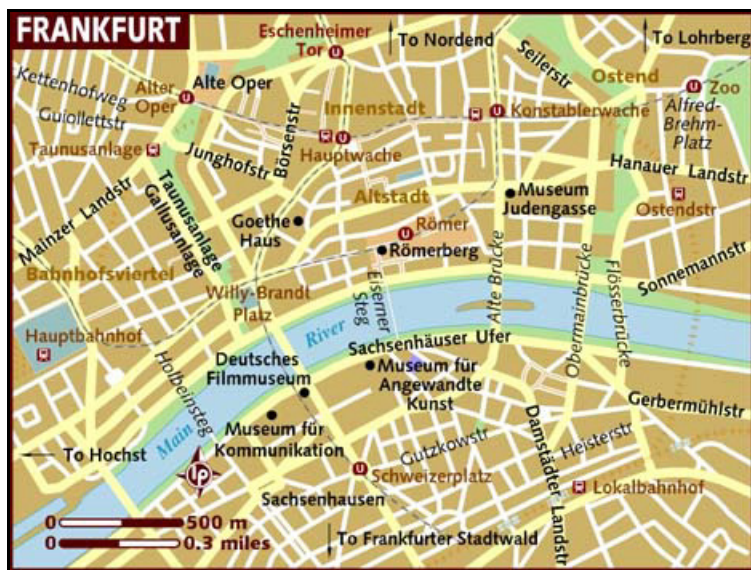 FRANKFURT
Eschenheimer
Tor
U
To Nordend
Seilerstr
To Lohrberg
Ostend
Kettenhofweg
Alter
Oper
U
Alte Oper
Innenstadt
U
Konstablerwache
U
Zoo
Alfred-
Brehm-
Platz
Guiollettstr
Taunusanlage
Junghofstr
Börsenstr
U
Hauptwache
Hanauer Landstr
Mainzer Landstr
Taunusanlage
Gallusanlage
Altstadt
Museum
Judengasse
Ostendstr
Goethe
Haus
Römer
U
Römerberg
Bahnhofsviertel
Willy-Brandt
Platz
Eiserner
Steg
Alte Brücke
Obermainbrücke
Flösserbrücke
Sonnemannstr
Hauptbahnhof
River
Sachsenhäuser Ufer
Holbeinsteg
Deutsches
Filmmuseum
Museum für
Angewandte
Kunst
Gerbermühlstr
Main
Museum für
Kommunikation
Gutzkowstr
Damstädter Landstr
Heisterstr
To Hochst
lp
U
Schweizerplatz
Lokalbahnhof
Sachsenhausen
0 500 m
0 0.3 miles
To Frankfurter Stadtwald